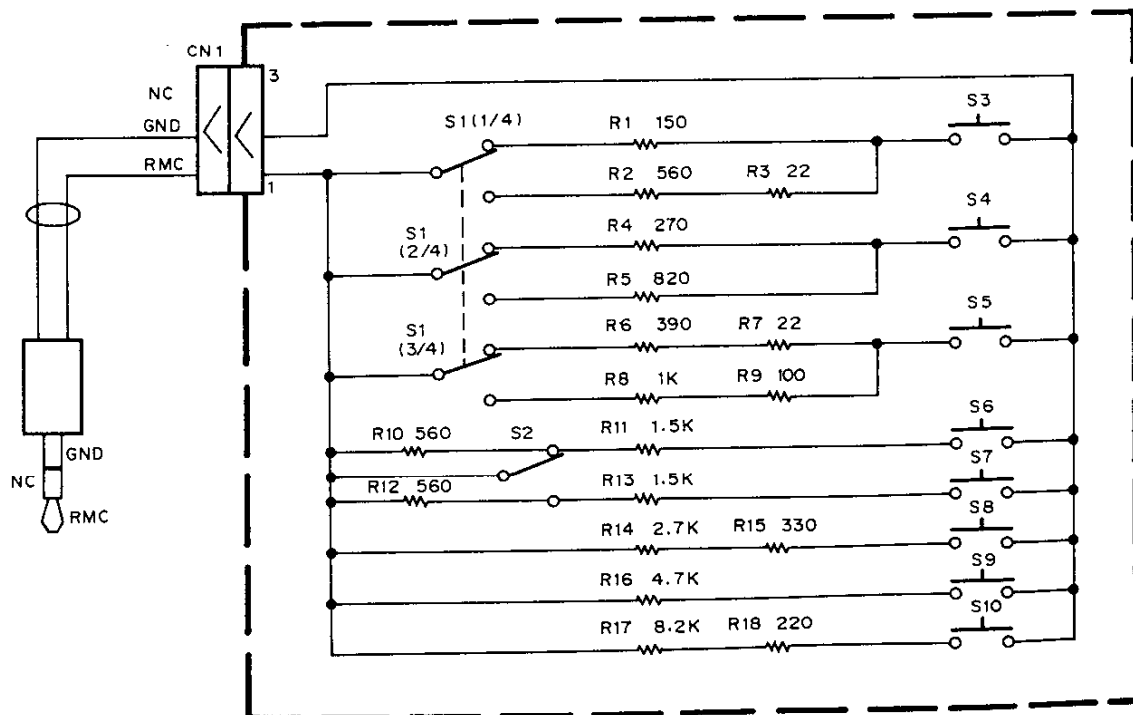 CN1
3
NC
GND
RMC
1
S1(1/4)
R1 150
S3
R2 560
R3 22
S1
(2/4)
R4 270
S4
R5 820
S1
(3/4)
R6 390
R7 22
S5
R8 1K
R9 100
R10 560
S2
R11 1.5K
S6
R12 560
R13 1.5K
S7
R14 2.7K
R15 330
S8
R16 4.7K
S9
R17 8.2K
R18 220
S10
GND
NC
RMC